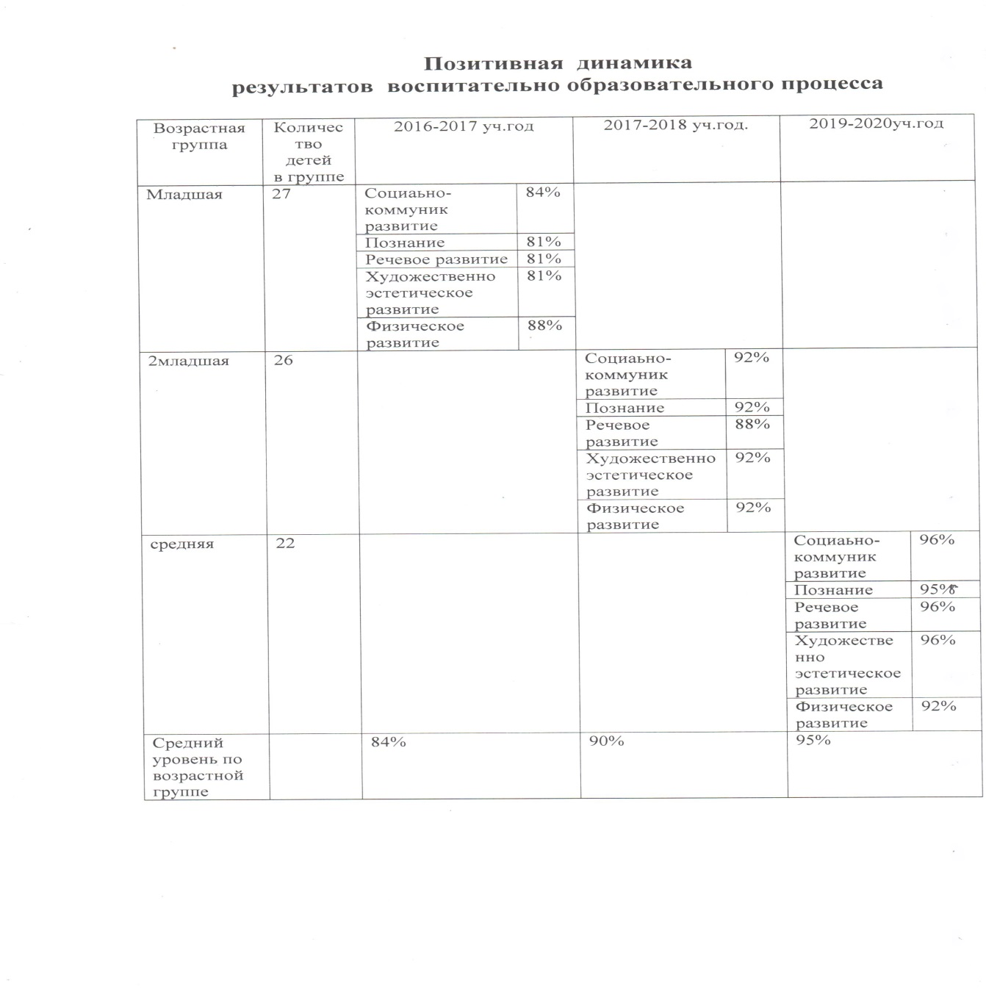 Позитивная динамика
результатов воспитательно образовательного процесса
Возрастная
группа
Количес
тво
детей
в группе
2016-2017 уч.год
2017-2018 уч.год.
2019-2020уч.год
Младшая
27
Социаьно-
коммуник
развитие
84%
Познание
81%
Речевое развитие
81%
Художественно
эстетическое
развитие
81%
Физическое
развитие
88%
2младшая
26
Социаьно-
коммуник
развитие
92%
Познание
92%
Речевое
развитие
88%
Художественно
эстетическое
развитие
92%
Физическое
развитие
92%
средняя
22
Социаьно-
коммуник
развитие
96%
Познание
95%
Речевое
развитие
96%
Художестве
нно
эстетическое
развитие
96%
Физическое
развитие
92%
Средний
уровень по
возрастной
группе
84%
90%
95%